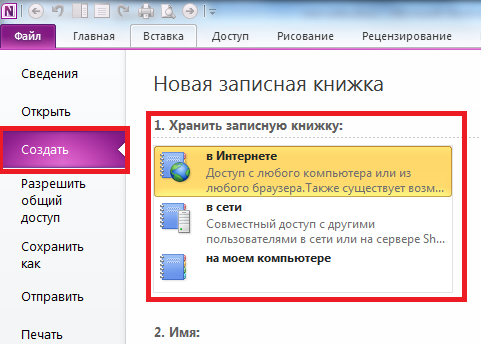 Файл Главная Вставка Доступ Рисование Рецензирование
Сведения
Открыть
Создать
Разрешить
общий
доступ
Сохранить
как
Отправить
Печать
Новая записная книжка
1. Хранить записную книжку:
в Интернете
Доступ с любого компьютера или из
любого браузера.Также существует возм...
в сети
Совместный доступ с другими
пользователями в сети или на сервере Sh...
на моем компьютере
2. Имя: